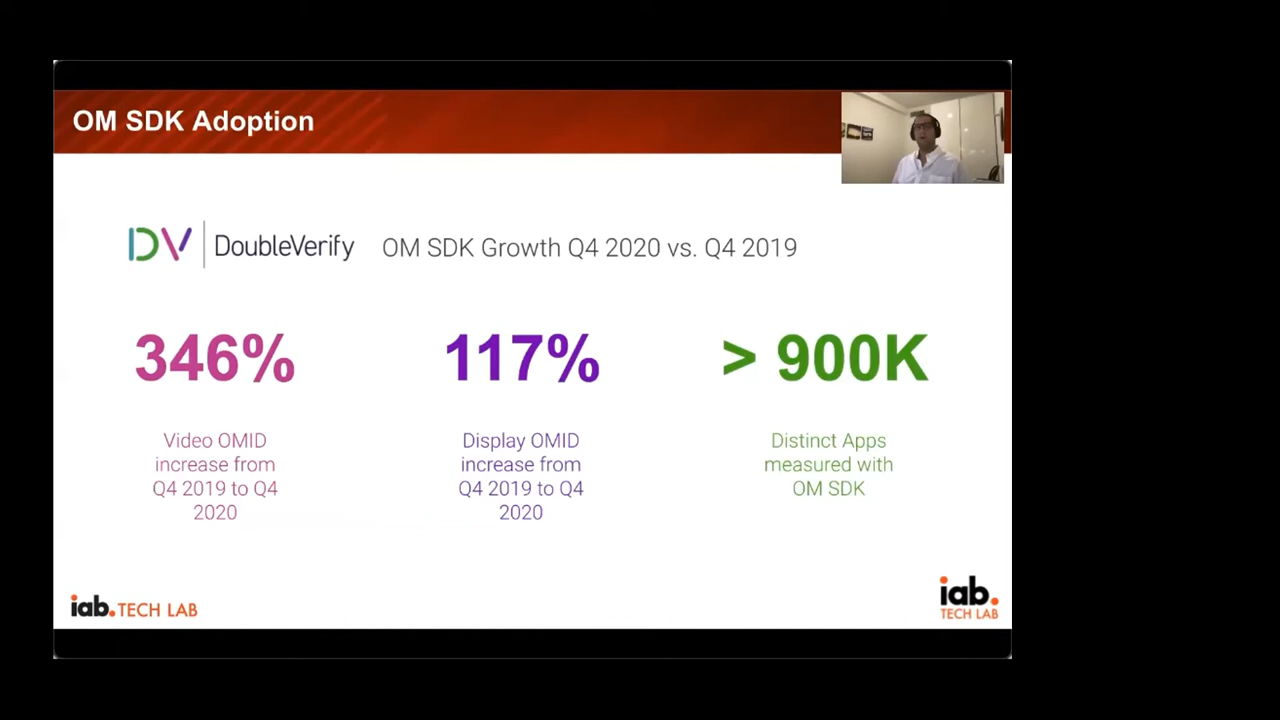 OM SDK Adoption
DV DoubleVerify OM SDK Growth Q4 2020 vs. Q4 2019
346%
117%
> 900K
Video OMID
increase from
Q4 2019 to Q4
2020
Display OMID
increase from
Q4 2019 to Q4
2020
Distinct Apps
measured with
OM SDK
iab. TECH LAB
iab.
TECH LAB